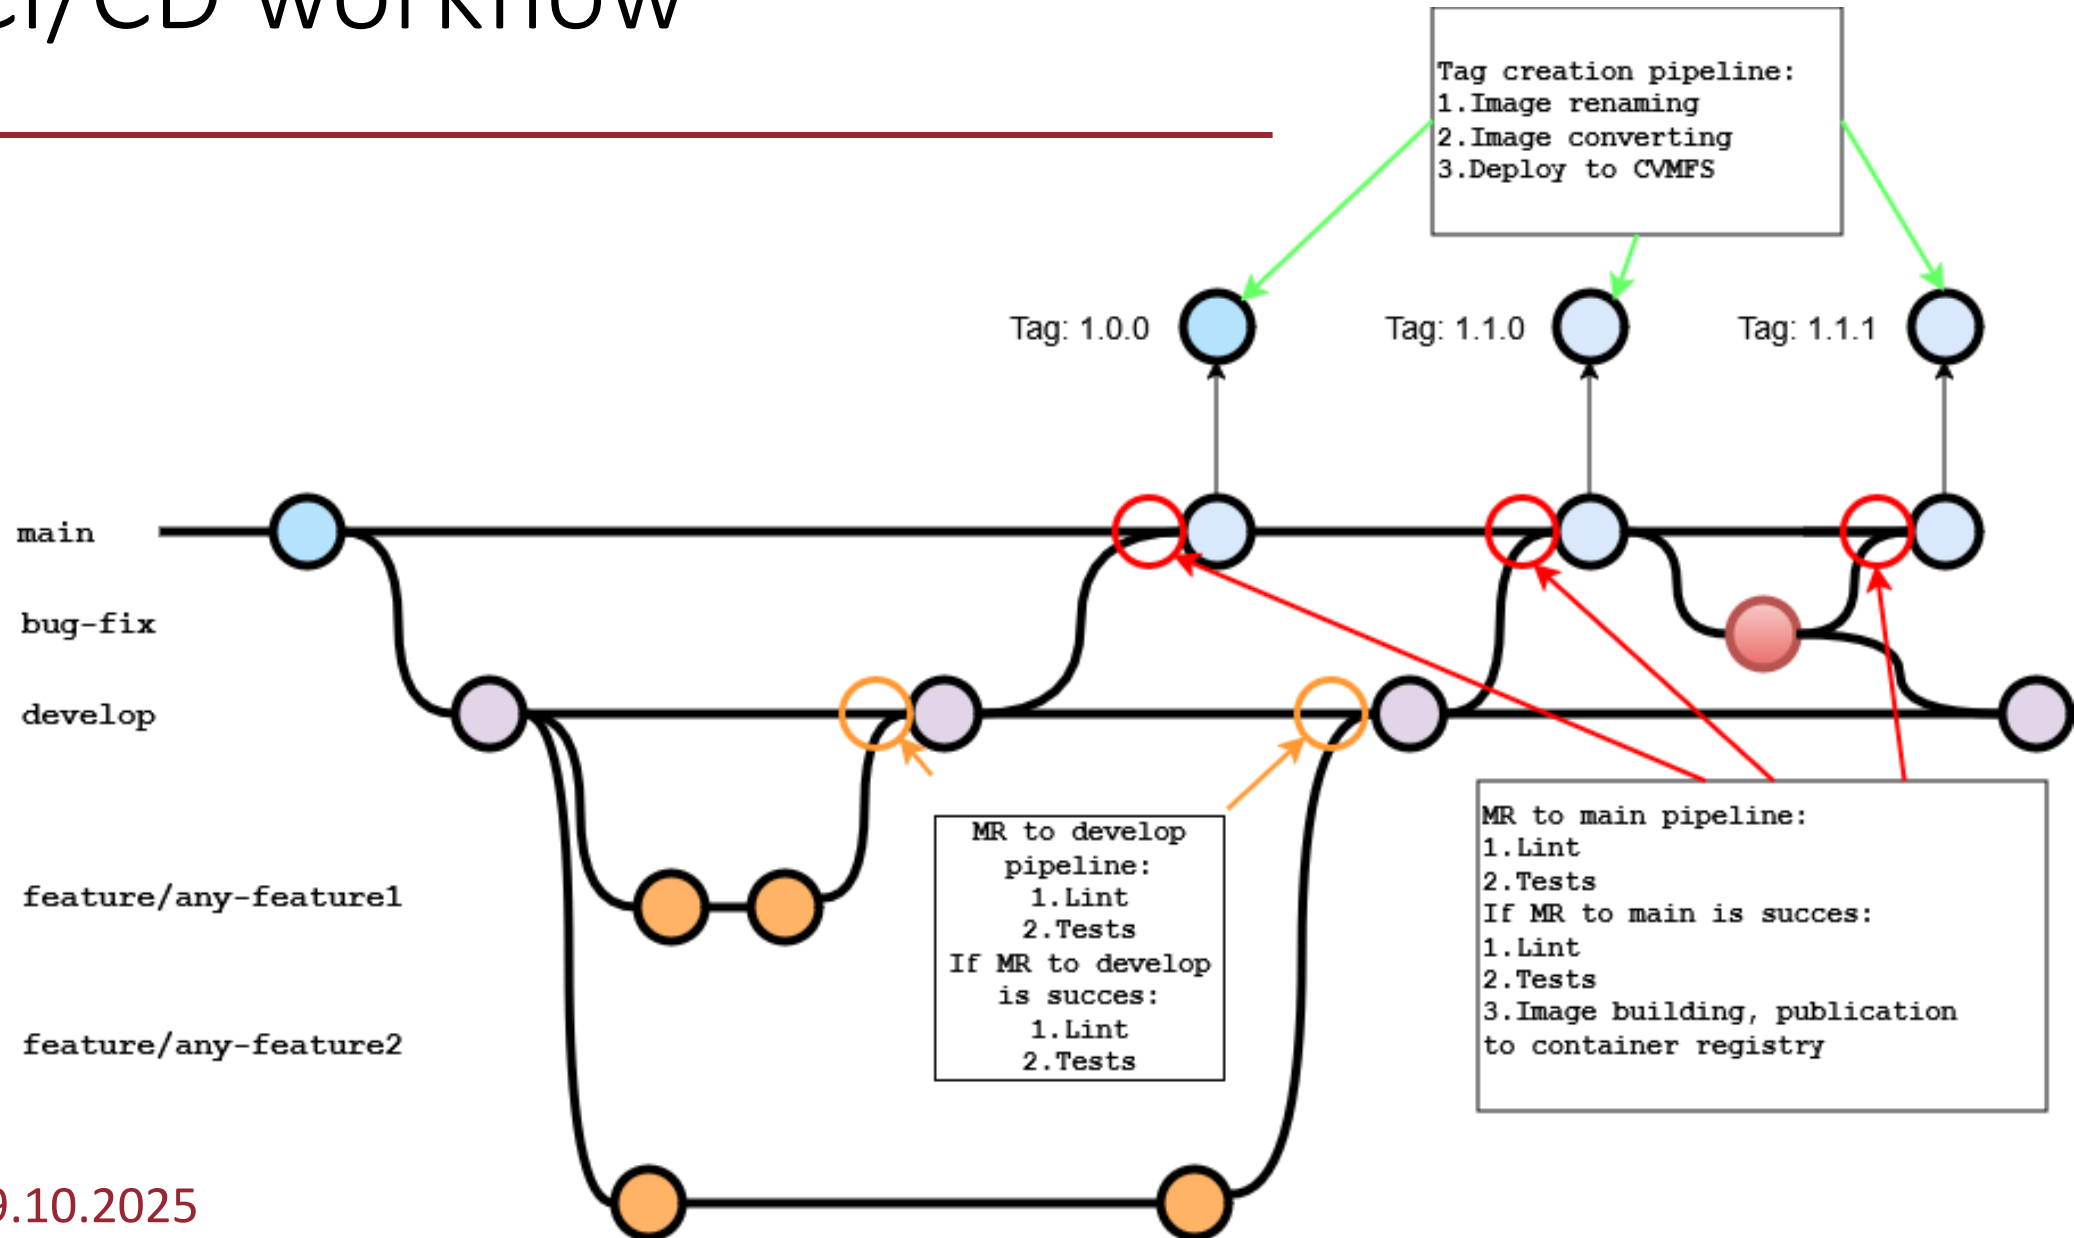 CI/CD workflow
Tag creation pipeline:
1.Image renaming
2.Image converting
3.Deploy to CVMFS
Tag: 1.0.0
Tag: 1.1.0
Tag: 1.1.1
main
bug-fix
develop
feature/any-feature1
feature/any-feature2
MR to develop
pipeline:
1.Lint
2.Tests
If MR to develop
is succes:
1.Lint
2.Tests
MR to main pipeline:
1.Lint
2.Tests
If MR to main is succes:
1.Lint
2.Tests
3.Image building, publication
to container registry
9.10.2025